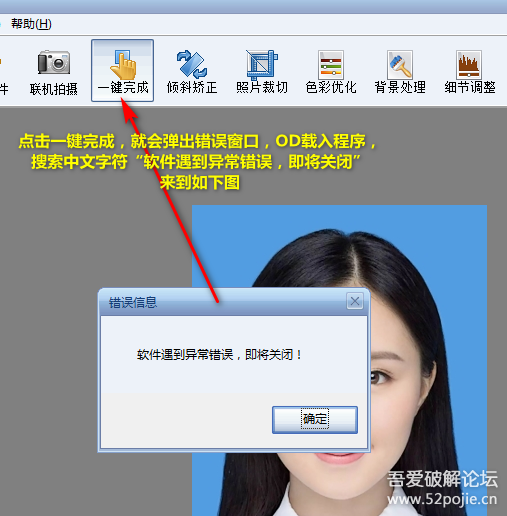 帮助(H)
件
联机拍摄
一键完成
倾斜矫正
照片裁切
色彩优化
背景处理
细节调整
点击一键完成，就会弹出错误窗口，OD载入程序，
搜索中文字符“软件遇到异常错误，即将关闭”
来到如下图
错误信息
软件遇到异常错误，即将关闭！
确定
吾爱破解论坛
www.52pojie.cn